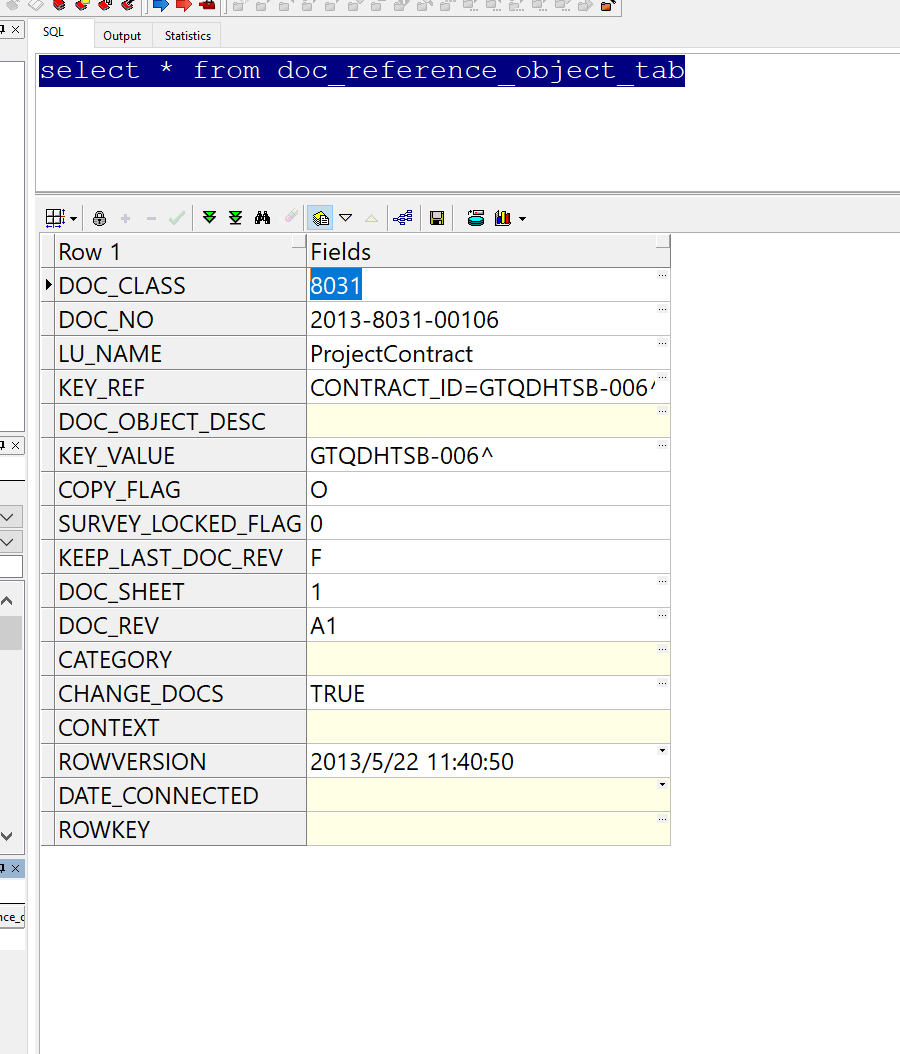 SQL
Output
Statistics
select * from doc_reference_object_tab
Row 1 Fields
DOC_CLASS 8031
DOC_NO 2013-8031-00106
LU_NAME ProjectContract
KEY_REF CONTRACT_ID=GTQDHTSB-006^
DOC_OBJECT_DESC
KEY_VALUE GTQDHTSB-006^
COPY_FLAG O
SURVEY_LOCKED_FLAG 0
KEEP_LAST_DOC_REV F
DOC_SHEET 1
DOC_REV A1
CATEGORY
CHANGE_DOCS TRUE
CONTEXT
ROWVERSION 2013/5/22 11:40:50
DATE_CONNECTED
ROWKEY